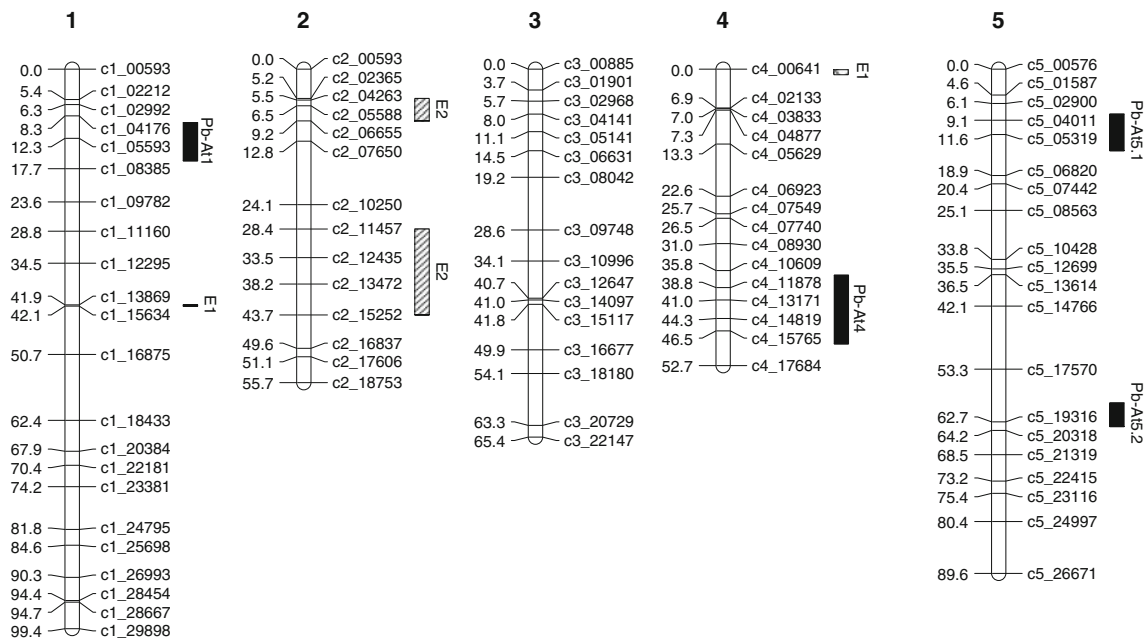 1
0.0 c1_00593
5.4 c1_02212
6.3 c1_02992
8.3 c1_04176
12.3 c1_05593
17.7 c1_08385
23.6 c1_09782
28.8 c1_11160
34.5 c1_12295
41.9 c1_13869
42.1 c1_15634
50.7 c1_16875
62.4 c1_18433
67.9 c1_20384
70.4 c1_22181
74.2 c1_23381
81.8 c1_24795
84.6 c1_25698
90.3 c1_26993
94.4 c1_28454
94.7 c1_28667
99.4 c1_29898
Pb-At1
E1
2
0.0 c2_00593
5.2 c2_02365
5.5 c2_04263
6.5 c2_05588
9.2 c2_06655
12.8 c2_07650
24.1 c2_10250
28.4 c2_11457
33.5 c2_12435
38.2 c2_13472
43.7 c2_15252
49.6 c2_16837
51.1 c2_17606
55.7 c2_18753
E2
E2
3
0.0 c3_00885
3.7 c3_01901
5.7 c3_02968
8.0 c3_04141
11.1 c3_05141
14.5 c3_06631
19.2 c3_08042
28.6 c3_09748
34.1 c3_10996
40.7 c3_12647
41.0 c3_14097
41.8 c3_15117
49.9 c3_16677
54.1 c3_18180
63.3 c3_20729
65.4 c3_22147
4
0.0 c4_00641
6.9 c4_02133
7.0 c4_03833
7.3 c4_04877
13.3 c4_05629
22.6 c4_06923
25.7 c4_07549
26.5 c4_07740
31.0 c4_08930
35.8 c4_10609
38.8 c4_11878
41.0 c4_13171
44.3 c4_14819
46.5 c4_15765
52.7 c4_17684
E1
Pb-At4
5
0.0 c5_00576
4.6 c5_01587
6.1 c5_02900
9.1 c5_04011
11.6 c5_05319
18.9 c5_06820
20.4 c5_07442
25.1 c5_08563
33.8 c5_10428
35.5 c5_12699
36.5 c5_13614
42.1 c5_14766
53.3 c5_17570
62.7 c5_19316
64.2 c5_20318
68.5 c5_21319
73.2 c5_22415
75.4 c5_23116
80.4 c5_24997
89.6 c5_26671
Pb-At5.1
Pb-At5.2